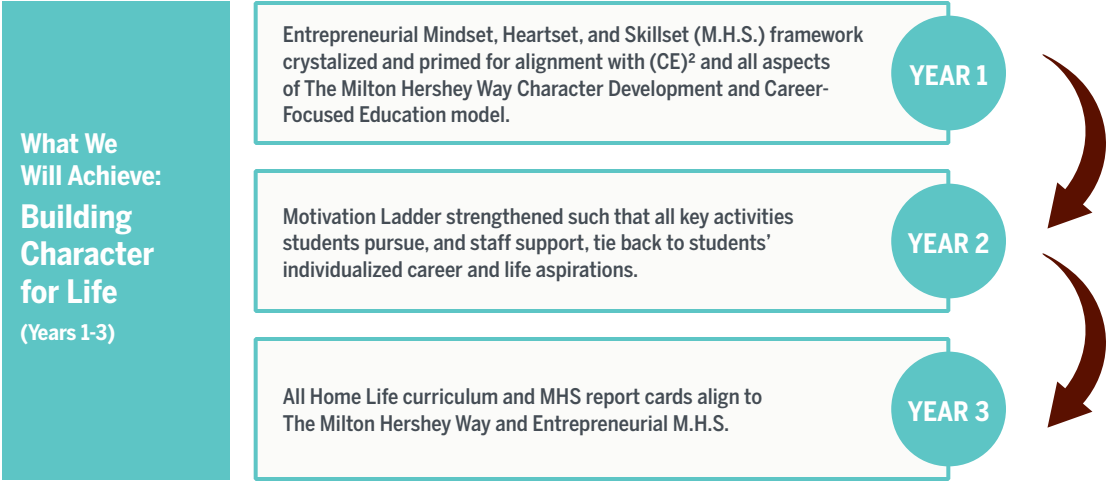 What We
Will Achieve:
Building
Character
for Life
(Years 1-3)
Entrepreneurial Mindset, Heartset, and Skillset (M.H.S.) framework
crystalized and primed for alignment with (CE)² and all aspects
of The Milton Hershey Way Character Development and Career-
Focused Education model.
YEAR 1
Motivation Ladder strengthened such that all key activities
students pursue, and staff support, tie back to students’
individualized career and life aspirations.
YEAR 2
All Home Life curriculum and MHS report cards align to
The Milton Hershey Way and Entrepreneurial M.H.S.
YEAR 3